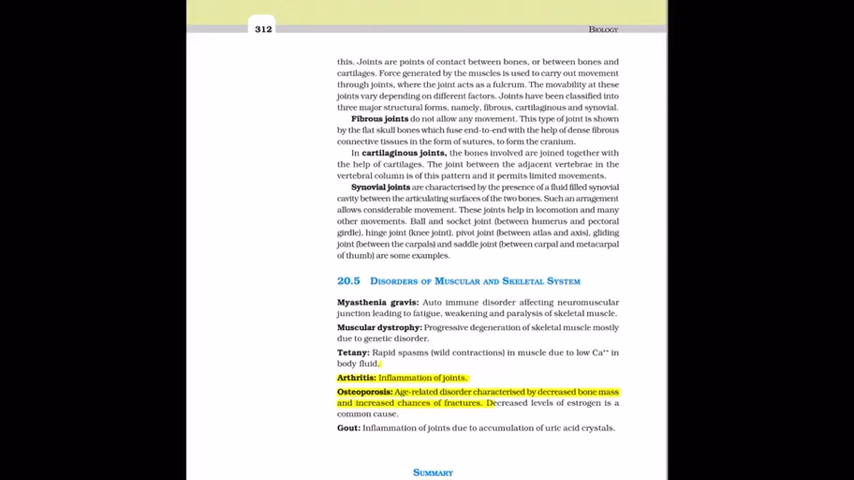 312
BIOLOGY
this. Joints are points of contact between bones, or between bones and
cartilages. Force generated by the muscles is used to carry out movement
through joints, where the joint acts as a fulcrum. The movability at these
joints vary depending on different factors. Joints have been classified into
three major structural forms, namely, fibrous, cartilaginous and synovial.
Fibrous joints do not allow any movement. This type of joint is shown
by the flat skull bones which fuse end-to-end with the help of dense fibrous
connective tissues in the form of sutures, to form the cranium.
In cartilaginous joints, the bones involved are joined together with
the help of cartilages. The joint between the adjacent vertebrae in the
vertebral column is of this pattern and it permits limited movements.
Synovial joints are characterised by the presence of a fluid filled synovial
cavity between the articulating surfaces of the two bones. Such an arragement
allows considerable movement. These joints help in locomotion and many
other movements. Ball and socket joint (between humerus and pectoral
girdle), hinge joint (knee joint), pivot joint (between atlas and axis), gliding
joint (between the carpals) and saddle joint (between carpal and metacarpal
of thumb) are some examples.
20.5 DISORDERS OF MUSCULAR AND SKELETAL SYSTEM
Myasthenia gravis: Auto immune disorder affecting neuromuscular
junction leading to fatigue, weakening and paralysis of skeletal muscle.
Muscular dystrophy: Progressive degeneration of skeletal muscle mostly
due to genetic disorder.
Tetany: Rapid spasms (wild contractions) in muscle due to low Ca++ in
body fluid.
Arthritis: Inflammation of joints.
Osteoporosis: Age-related disorder characterised by decreased bone mass
and increased chances of fractures. Decreased levels of estrogen is a
common cause.
Gout: Inflammation of joints due to accumulation of uric acid crystals.
SUMMARY